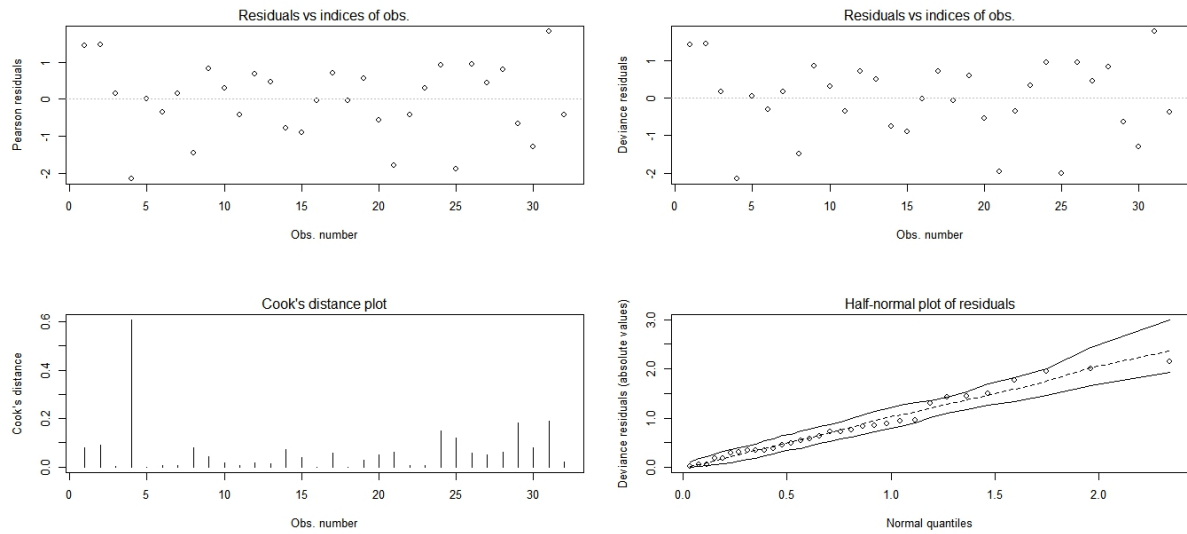 Residuals vs indices of obs.
Pearson residuals
1
0
-1
-2
0 5 10 15 20 25 30
Obs. number
Residuals vs indices of obs.
Deviance residuals
1
0
-1
-2
0 5 10 15 20 25 30
Obs. number
Cook's distance plot
Cook's distance
0.6
0.4
0.2
0.0
0 5 10 15 20 25 30
Obs. number
Half-normal plot of residuals
Deviance residuals (absolute values)
3.0
2.0
1.0
0.0
0.0 0.5 1.0 1.5 2.0
Normal quantiles